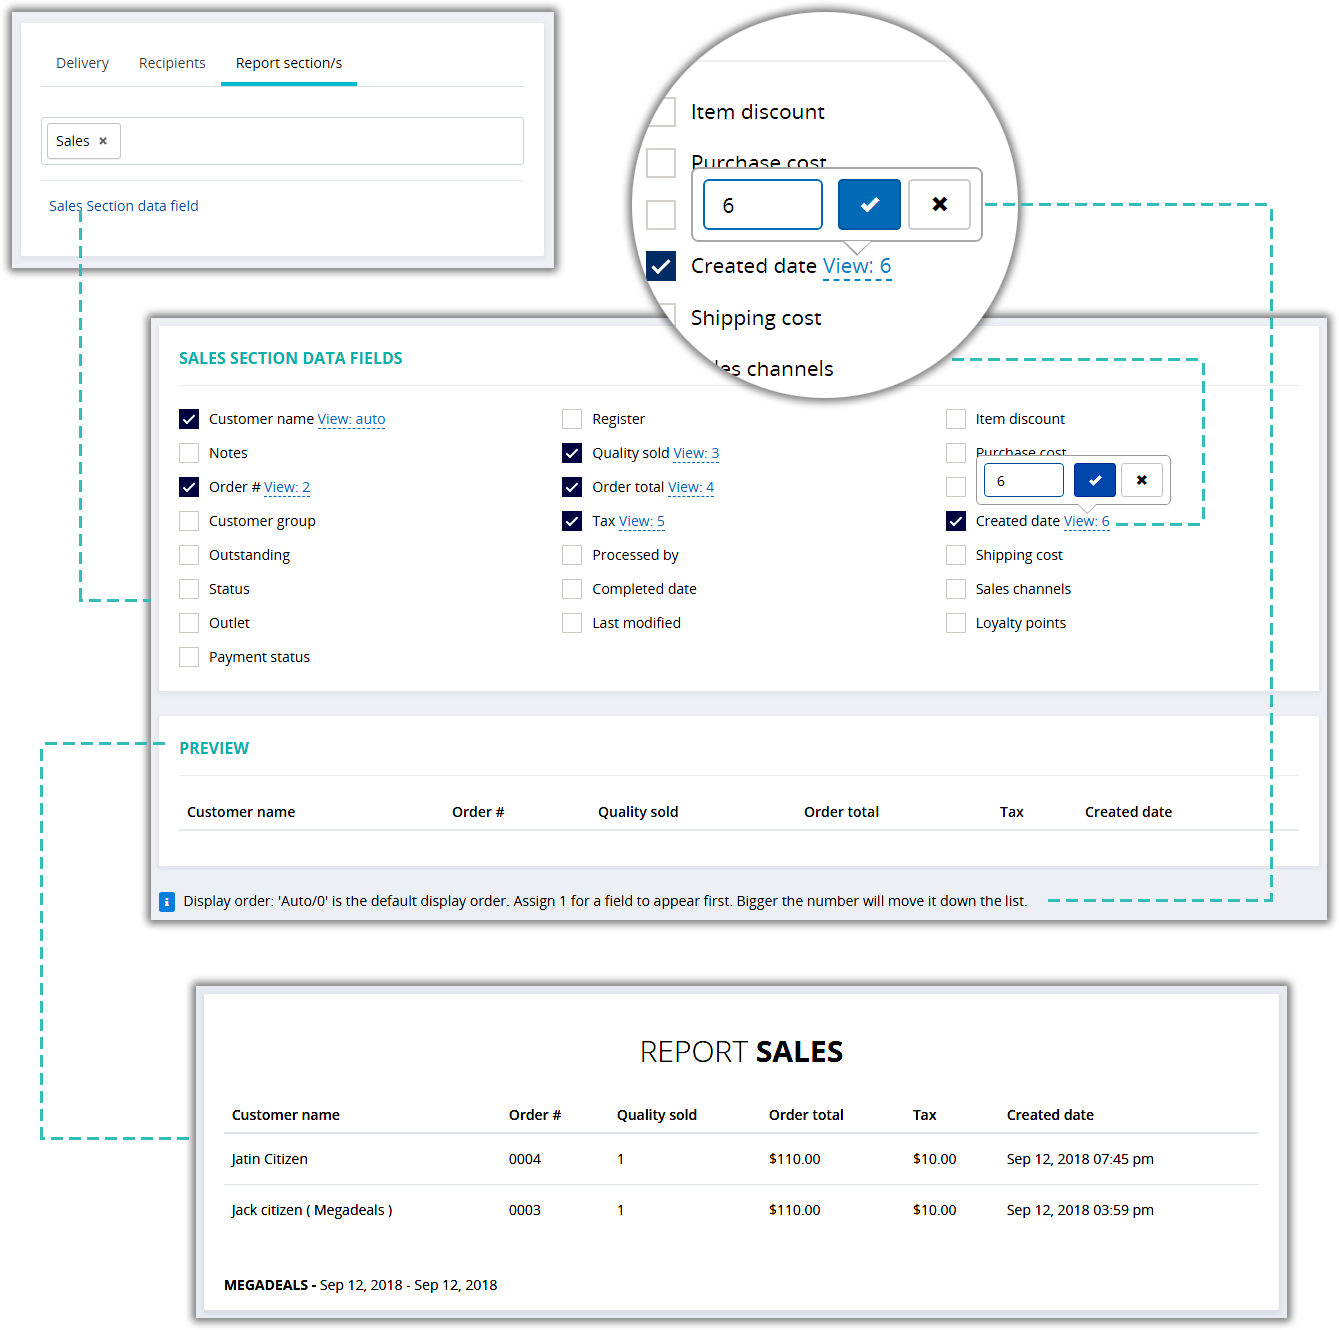 Delivery Recipients Report section/s
Sales ×
Sales Section data field
Item discount
Purchase cost
6
Created date View: 6
Shipping cost
channels
SALES SECTION DATA FIELDS
Customer name View: auto
Notes
Order # View: 2
Customer group
Outstanding
Status
Outlet
Payment status
Register
Quality sold View: 3
Order total View: 4
Tax View: 5
Processed by
Completed date
Last modified
Item discount
Purchase cost
6
Created date View: 6
Shipping cost
Sales channels
Loyalty points
PREVIEW
Customer name Order # Quality sold Order total Tax Created date
i Display order: 'Auto/0' is the default display order. Assign 1 for a field to appear first. Bigger the number will move it down the list.
REPORT SALES
Customer name Order # Quality sold Order total Tax Created date
Jatin Citizen 0004 1 $110.00 $10.00 Sep 12, 2018 07:45 pm
Jack citizen ( Megadeals ) 0003 1 $110.00 $10.00 Sep 12, 2018 03:59 pm
MEGADEALS - Sep 12, 2018 - Sep 12, 2018